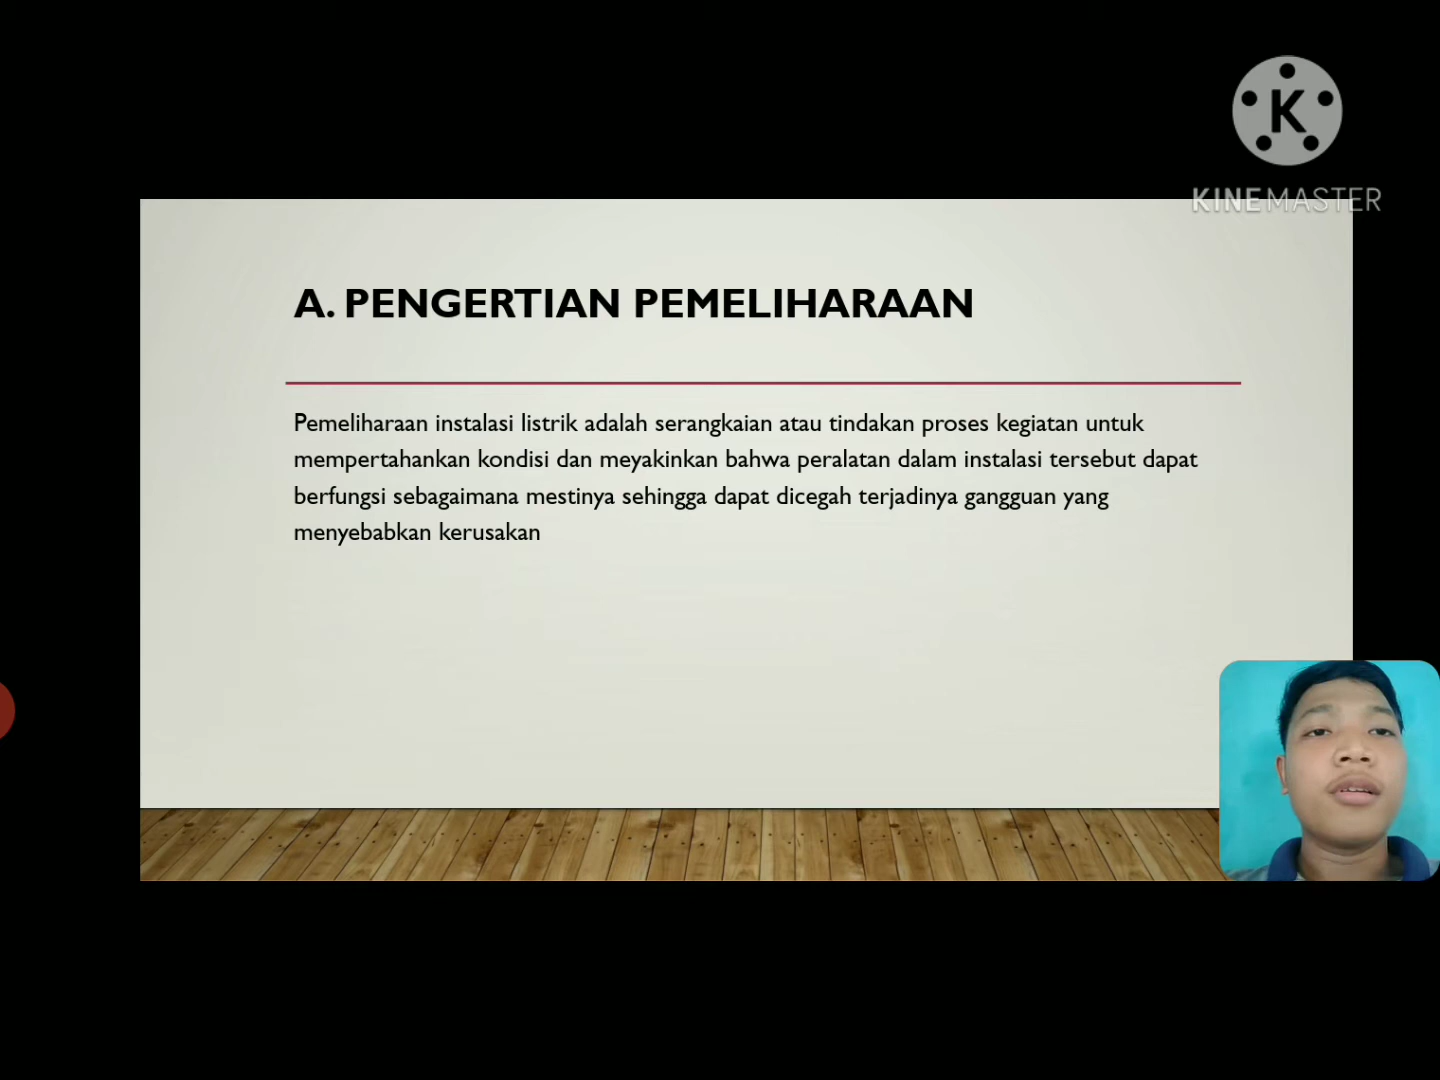 K
KINEMASTER
A. PENGERTIAN PEMELIHARAAN
Pemeliharaan instalasi listrik adalah serangkaian atau tindakan proses kegiatan untuk
mempertahankan kondisi dan meyakinkan bahwa peralatan dalam instalasi tersebut dapat
berfungsi sebagaimana mestinya sehingga dapat dicegah terjadinya gangguan yang
menyebabkan kerusakan